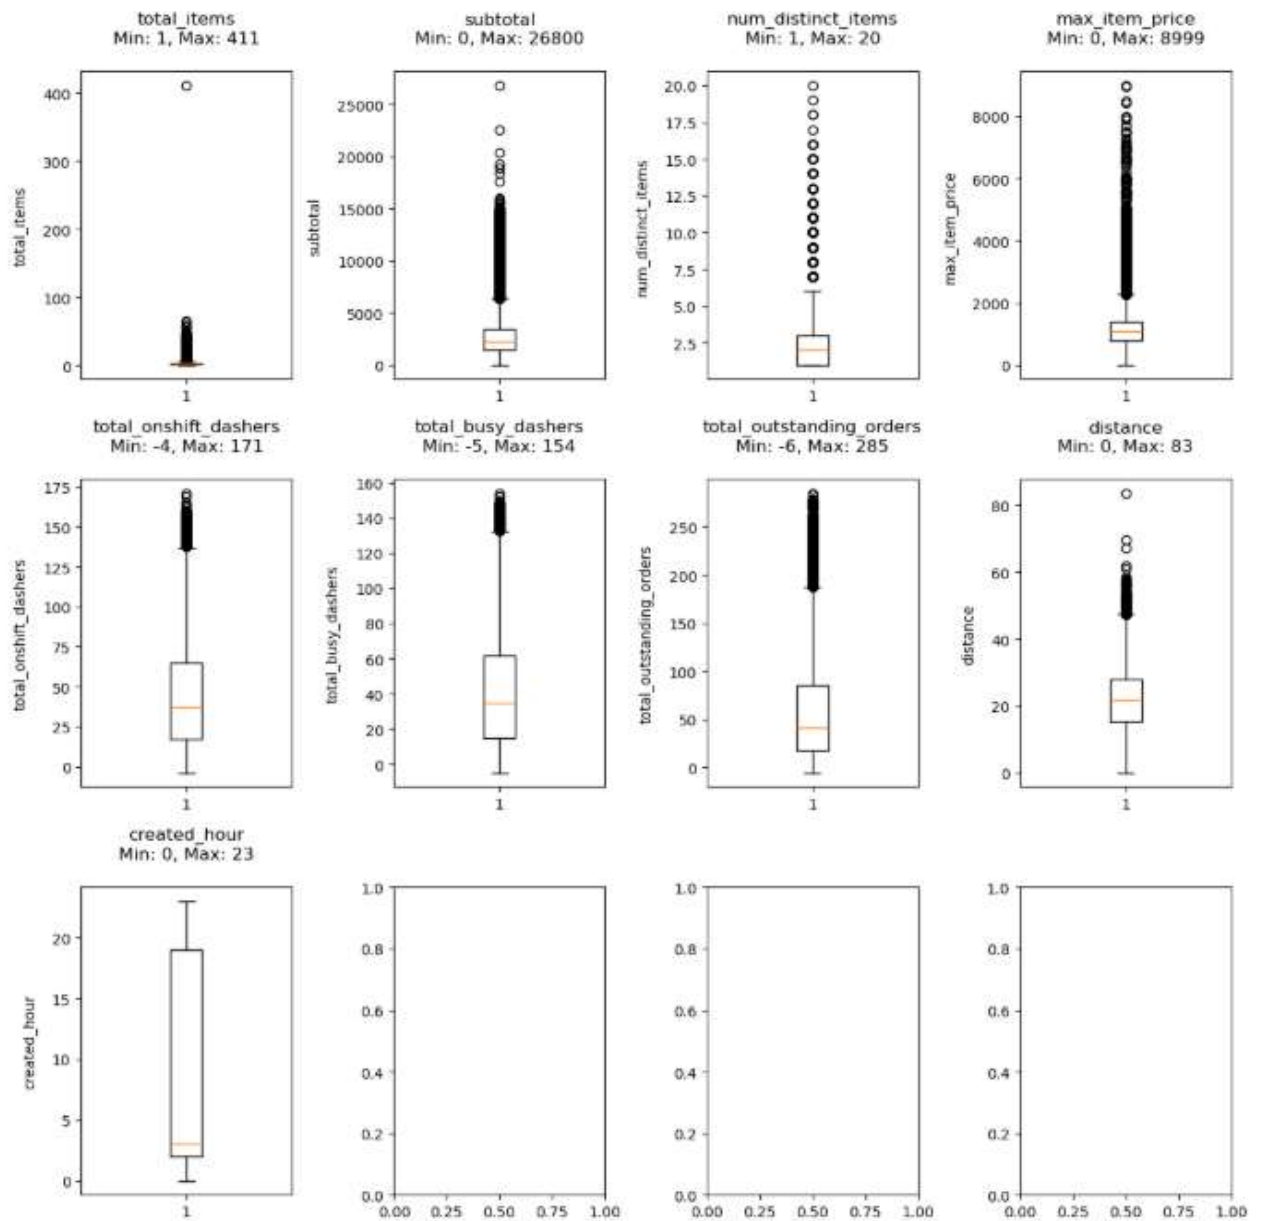 total_items
Min: 1, Max: 411
subtotal
Min: 0, Max: 26800
num_distinct_items
Min: 1, Max: 20
max_item_price
Min: 0, Max: 8999
400
300
200
100
0
total_items
1
25000
20000
15000
10000
5000
0
subtotal
1
20.0
17.5
15.0
12.5
10.0
7.5
5.0
2.5
num_distinct_items
1
8000
6000
4000
2000
0
max_item_price
1
total_onshift_dashers
Min: -4, Max: 171
total_busy_dashers
Min: -5, Max: 154
total_outstanding_orders
Min: -6, Max: 285
distance
Min: 0, Max: 83
175
150
125
100
75
50
25
0
total_onshift_dashers
1
160
140
120
100
80
60
40
20
0
total_busy_dashers
1
250
200
150
100
50
0
total_outstanding_orders
1
80
60
40
20
0
distance
1
created_hour
Min: 0, Max: 23
20
15
10
5
0
created_hour
1
1.0
0.8
0.6
0.4
0.2
0.0
0.00 0.25 0.50 0.75 1.00
1.0
0.8
0.6
0.4
0.2
0.0
0.00 0.25 0.50 0.75 1.00
1.0
0.8
0.6
0.4
0.2
0.0
0.00 0.25 0.50 0.75 1.00